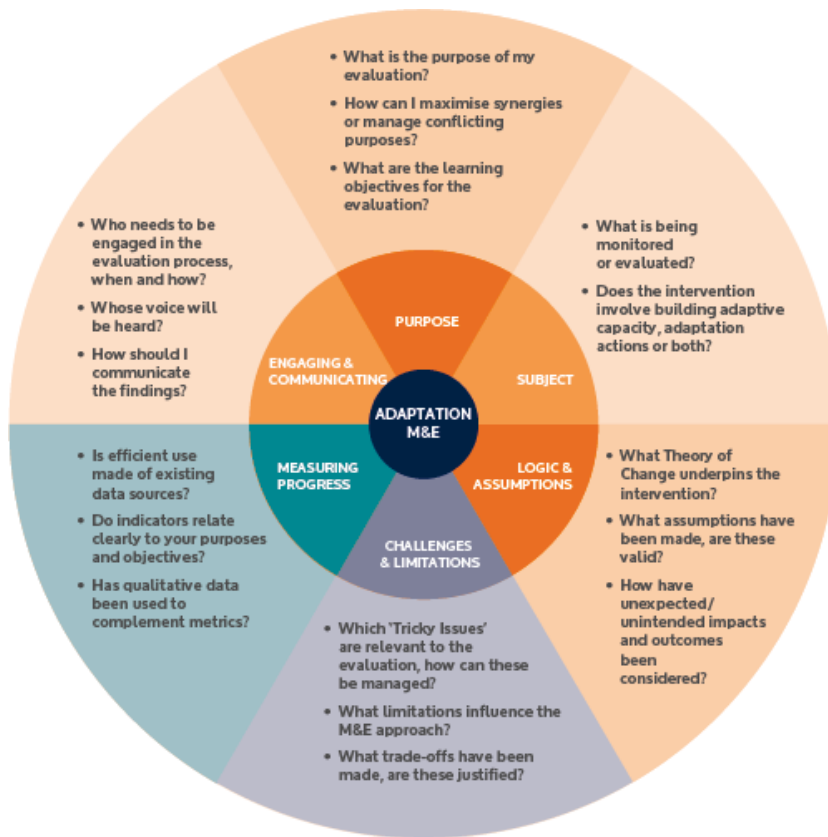 • What is the purpose of my
evaluation?
• How can I maximise synergies
or manage conflicting
purposes?
• What are the learning
objectives for the
evaluation?
PURPOSE
• What is being
monitored
or evaluated?
• Does the intervention
involve building adaptive
capacity, adaptation
actions or both?
SUBJECT
• What Theory of
Change underpins the
intervention?
• What assumptions have
been made, are these
valid?
• How have
unexpected/
unintended impacts
and outcomes
been
considered?
LOGIC &
ASSUMPTIONS
• Which 'Tricky Issues'
are relevant to the
evaluation, how can these
be managed?
• What limitations influence the
M&E approach?
• What trade-offs have been
made, are these justified?
CHALLENGES
& LIMITATIONS
• Is efficient use
made of existing
data sources?
• Do indicators relate
clearly to your purposes
and objectives?
• Has qualitative data
been used to
complement metrics?
MEASURING
PROGRESS
• Who needs to be
engaged in the
evaluation process,
when and how?
• Whose voice will
be heard?
• How should I
communicate
the findings?
ENGAGING &
COMMUNICATING
ADAPTATION
M&E